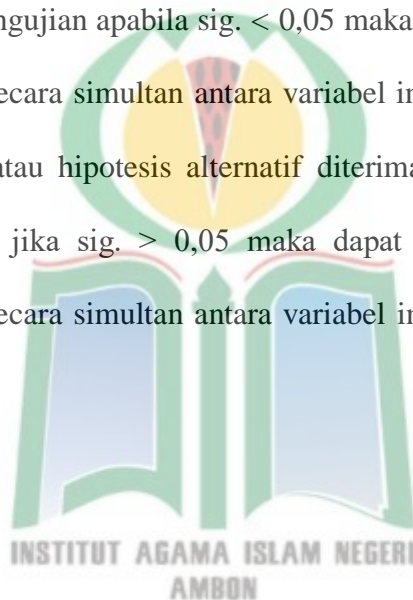 ngujian apabila sig. < 0,05 maka
ecara simultan antara variabel in
atau hipotesis alternatif diterima
jika sig. > 0,05 maka dapat
ecara simultan antara variabel in
INSTITUT AGAMA ISLAM NEGERI
AMBON